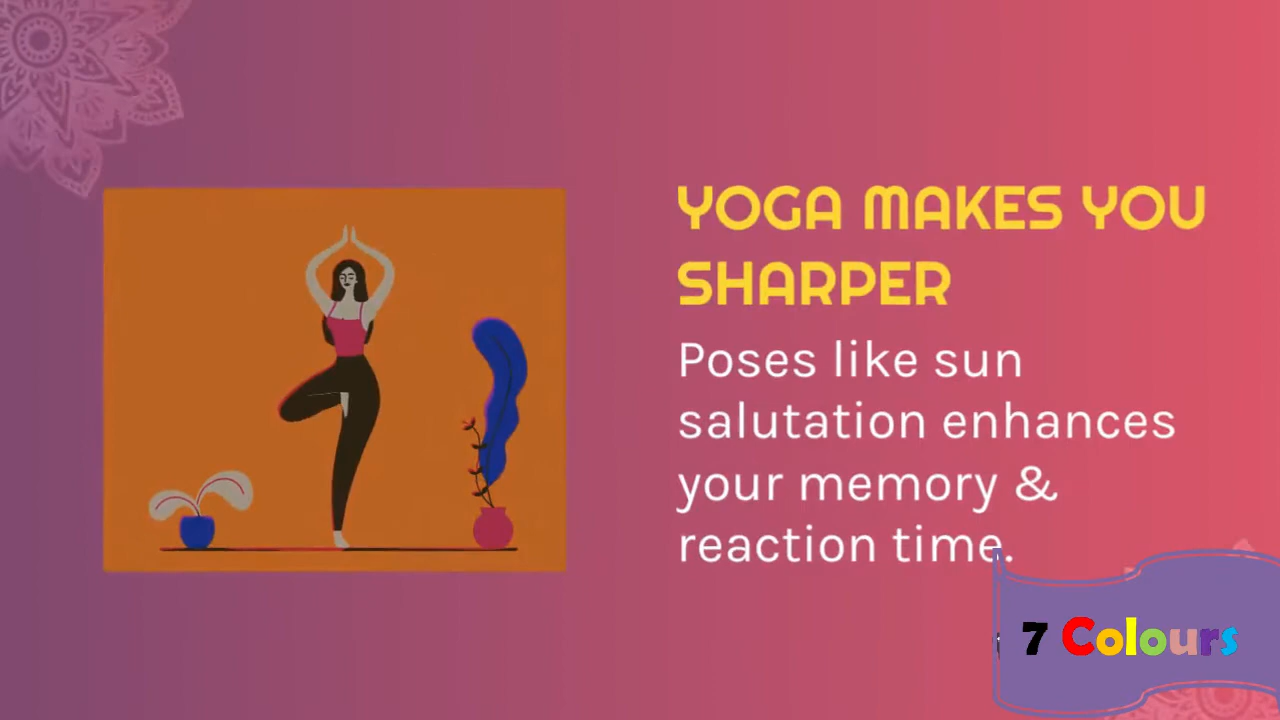 YOGA MAKES YOU
SHARPER
Poses like sun
salutation enhances
your memory &
reaction time.
7 Colours